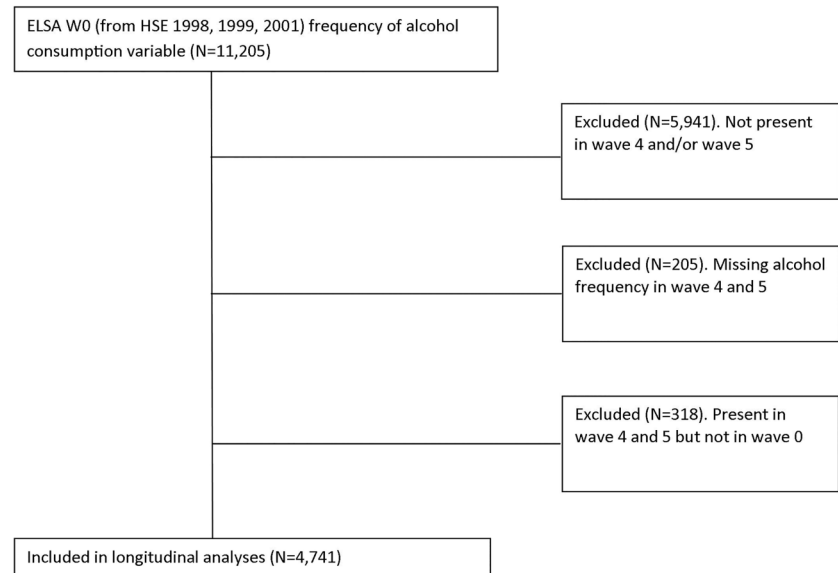 ELSA W0 (from HSE 1998, 1999, 2001) frequency of alcohol
consumption variable (N=11,205)
Excluded (N=5,941). Not present
in wave 4 and/or wave 5
Excluded (N=205). Missing alcohol
frequency in wave 4 and 5
Excluded (N=318). Present in
wave 4 and 5 but not in wave 0
Included in longitudinal analyses (N=4,741)